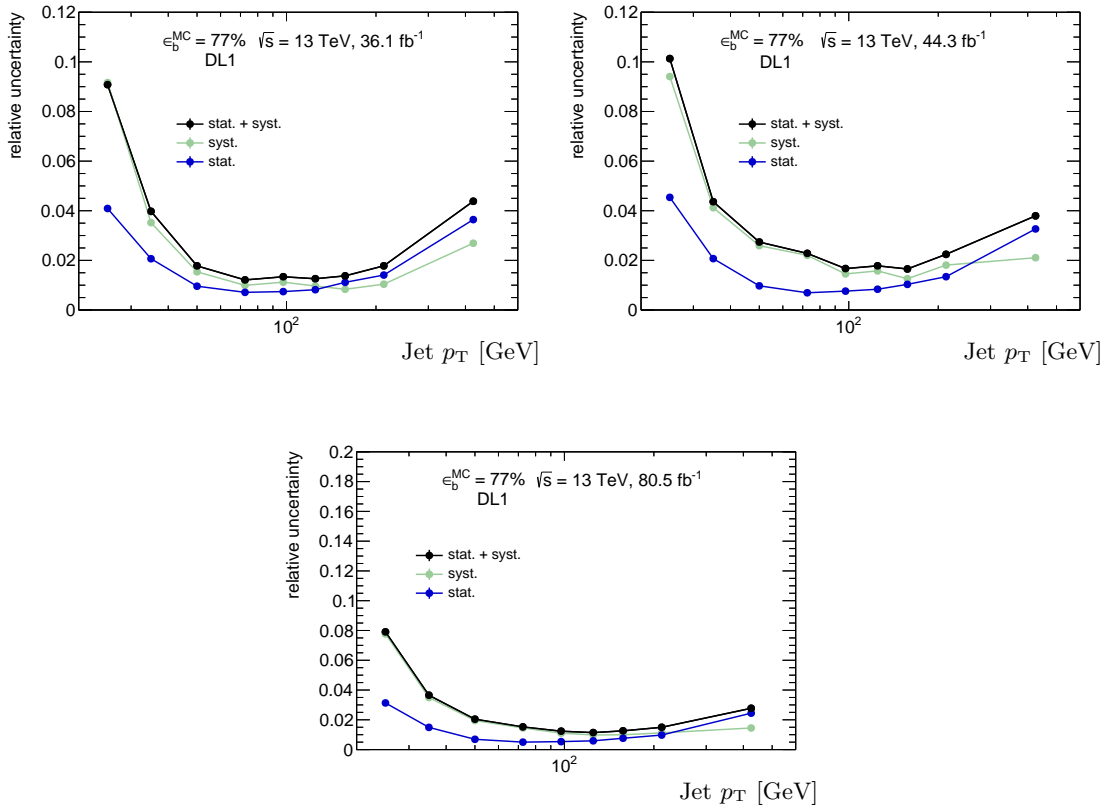 relative uncertainty
0.12
0.1
0.08
0.06
0.04
0.02
0
ϵ_b^MC = 77% √s = 13 TeV, 36.1 fb⁻¹
DL1
stat. + syst.
syst.
stat.
10²
Jet p_T [GeV]
relative uncertainty
0.12
0.1
0.08
0.06
0.04
0.02
0
ϵ_b^MC = 77% √s = 13 TeV, 44.3 fb⁻¹
DL1
stat. + syst.
syst.
stat.
10²
Jet p_T [GeV]
relative uncertainty
0.2
0.18
0.16
0.14
0.12
0.1
0.08
0.06
0.04
0.02
0
ϵ_b^MC = 77% √s = 13 TeV, 80.5 fb⁻¹
DL1
stat. + syst.
syst.
stat.
10²
Jet p_T [GeV]